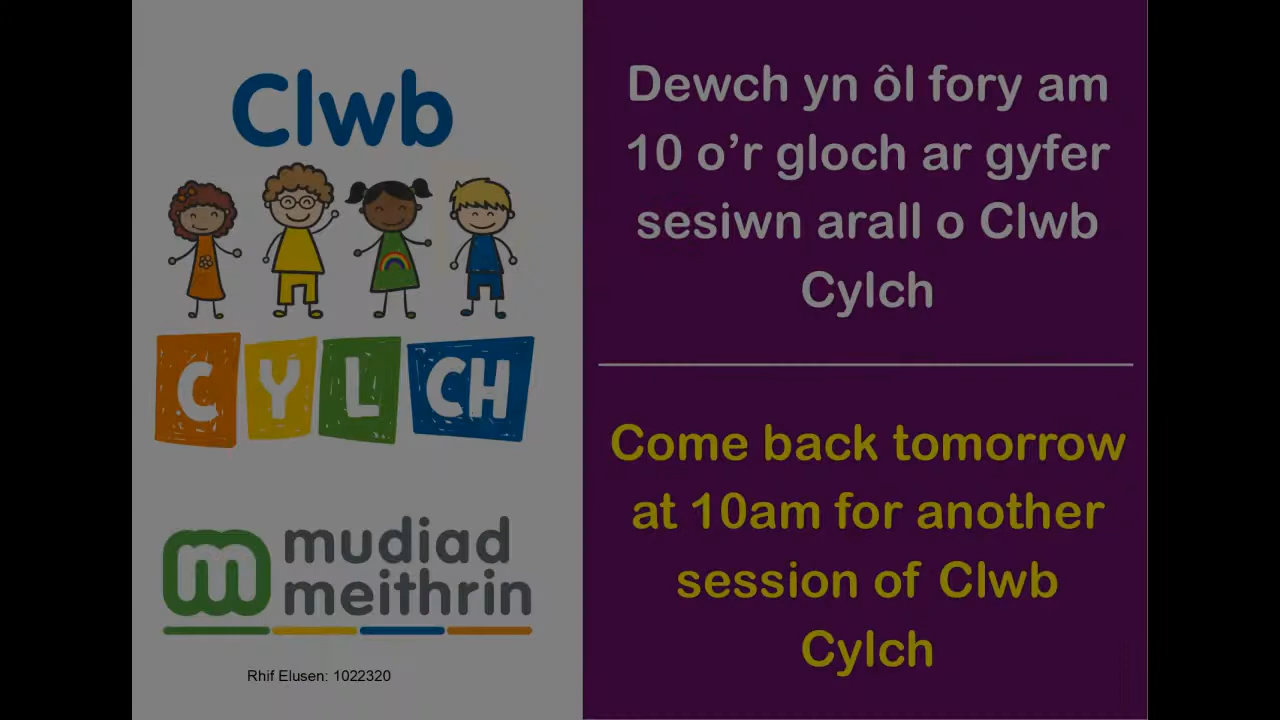 Clwb
CYLCH
mudiad
meithrin
Rhif Elusen: 1022320
Dewch yn ôl fory am
10 o’r gloch ar gyfer
sesiwn arall o Clwb
Cylch
Come back tomorrow
at 10am for another
session of Clwb
Cylch